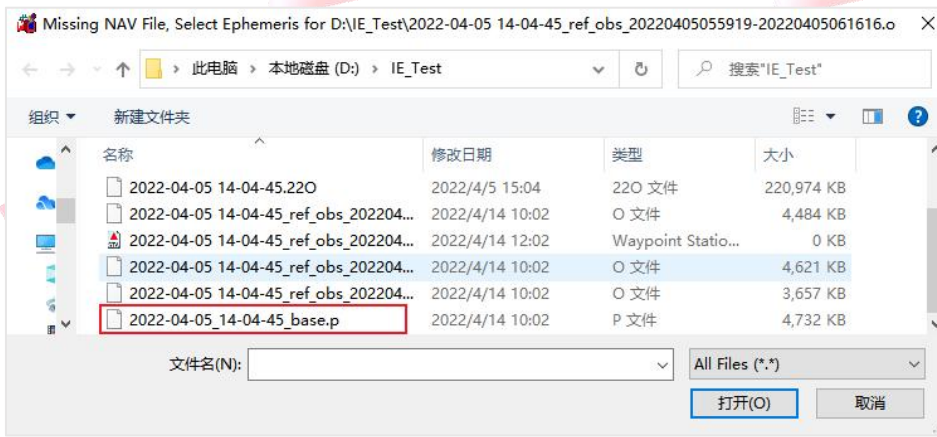 Missing NAV File, Select Ephemeris for D:\IE_Test\2022-04-05 14-04-45_ref_obs_20220405055919-20220405061616.o
此电脑 › 本地磁盘 (D:) › IE_Test 搜索"IE_Test"
组织 新建文件夹
名称 修改日期 类型 大小
2022-04-05 14-04-45.22O 2022/4/5 15:04 22O 文件 220,974 KB
2022-04-05 14-04-45_ref_obs_202204... 2022/4/14 10:02 O 文件 4,484 KB
2022-04-05 14-04-45_ref_obs_202204... 2022/4/14 12:02 Waypoint Statio... 0 KB
2022-04-05 14-04-45_ref_obs_202204... 2022/4/14 10:02 O 文件 4,621 KB
2022-04-05 14-04-45_ref_obs_202204... 2022/4/14 10:02 O 文件 3,657 KB
2022-04-05_14-04-45_base.p 2022/4/14 10:02 P 文件 4,732 KB
文件名(N): All Files (*.*)
打开(O) 取消